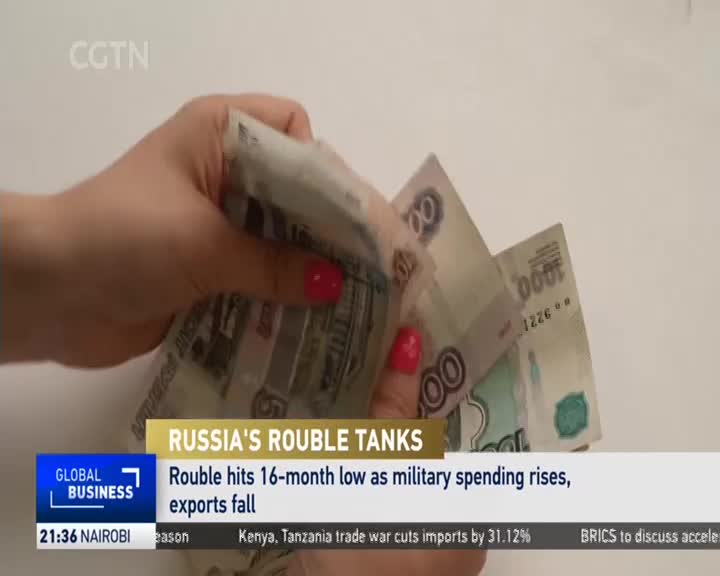 CGTN
1000
3221
RUSSIA'S ROUBLE TANKS
GLOBAL
BUSINESS
Rouble hits 16-month low as military spending rises,
exports fall
21:36 NAIROBI
eason Kenya, Tanzania trade war cuts imports by 31.12% BRICS to discuss accele